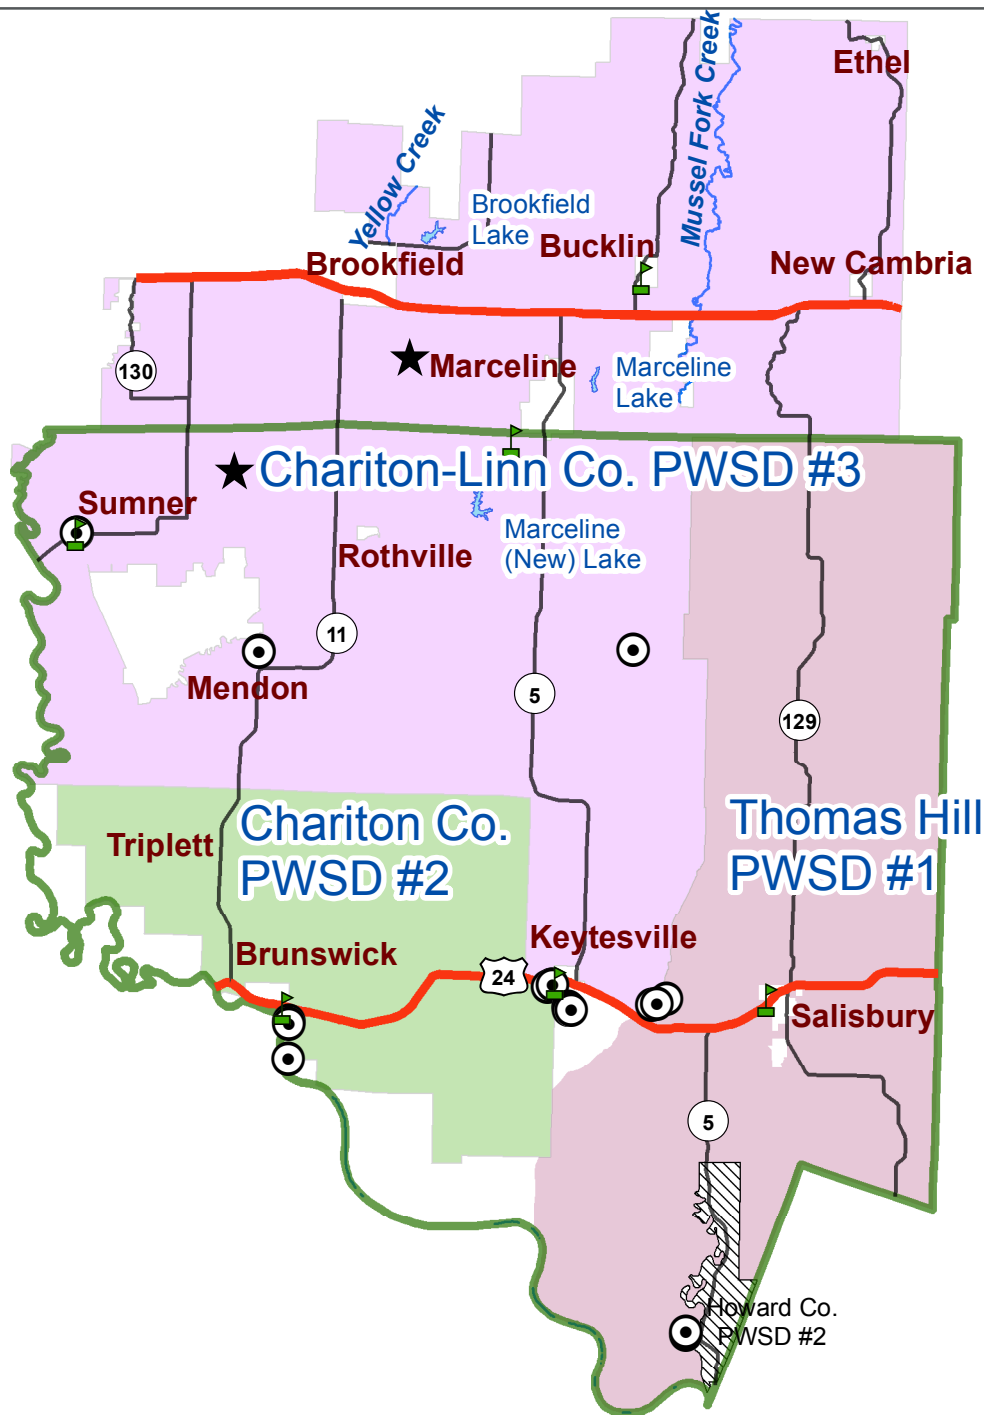 Ethel
Mussel Fork Creek
Yellow Creek
Brookfield
Lake
Bucklin
Brookfield
New Cambria
130
Marceline
Marceline
Lake
Chariton-Linn Co. PWSD #3
Sumner
Marceline
(New) Lake
Rothville
11
Mendon
5
129
Chariton Co.
PWSD #2
Thomas Hill
PWSD #1
Triplett
Brunswick
Keytesville
24
Salisbury
5
Howard Co.
PWSD #2